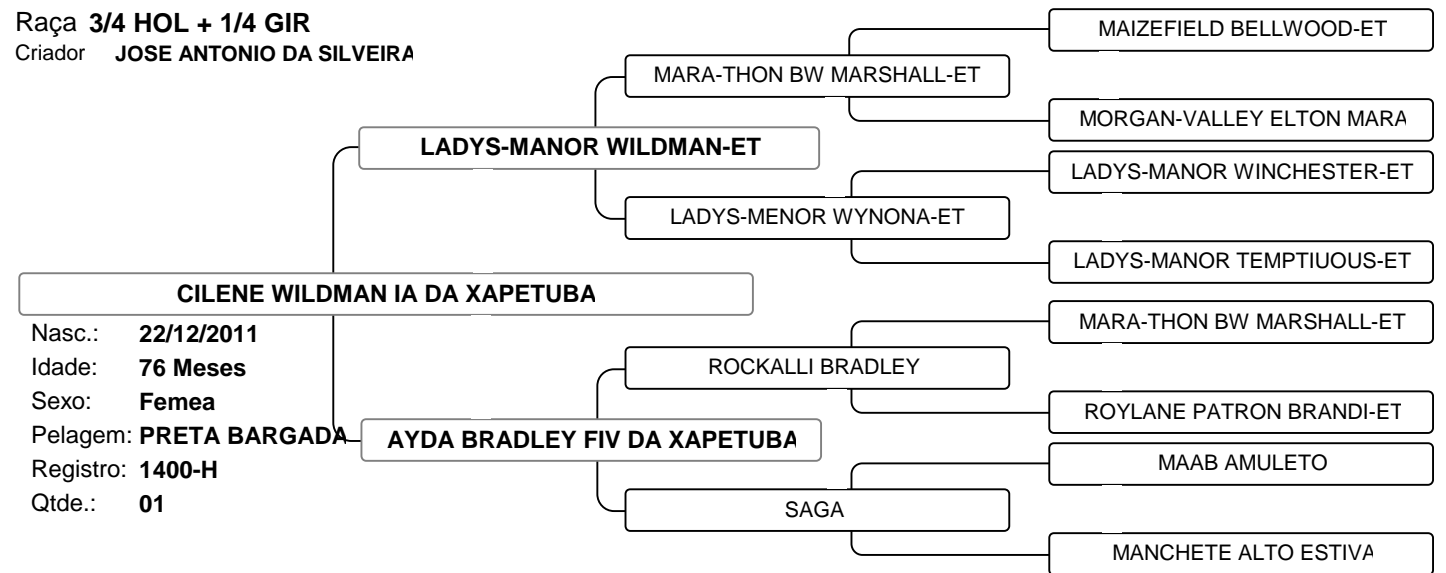 Raça 3/4 HOL + 1/4 GIR
Criador JOSE ANTONIO DA SILVEIRA
MAIZEFIELD BELLWOOD-ET
MARA-THON BW MARSHALL-ET
MORGAN-VALLEY ELTON MARA
LADYS-MANOR WILDMAN-ET
LADYS-MANOR WINCHESTER-ET
LADYS-MENOR WYNONA-ET
LADYS-MANOR TEMPTIUOUS-ET
CILENE WILDMAN IA DA XAPETUBA
Nasc.: 22/12/2011
Idade: 76 Meses
Sexo: Femea
Pelagem: PRETA BARGADA
Registro: 1400-H
Qtde.: 01
MARA-THON BW MARSHALL-ET
ROCKALLI BRADLEY
ROYLANE PATRON BRANDI-ET
AYDA BRADLEY FIV DA XAPETUBA
MAAB AMULETO
SAGA
MANCHETE ALTO ESTIVA